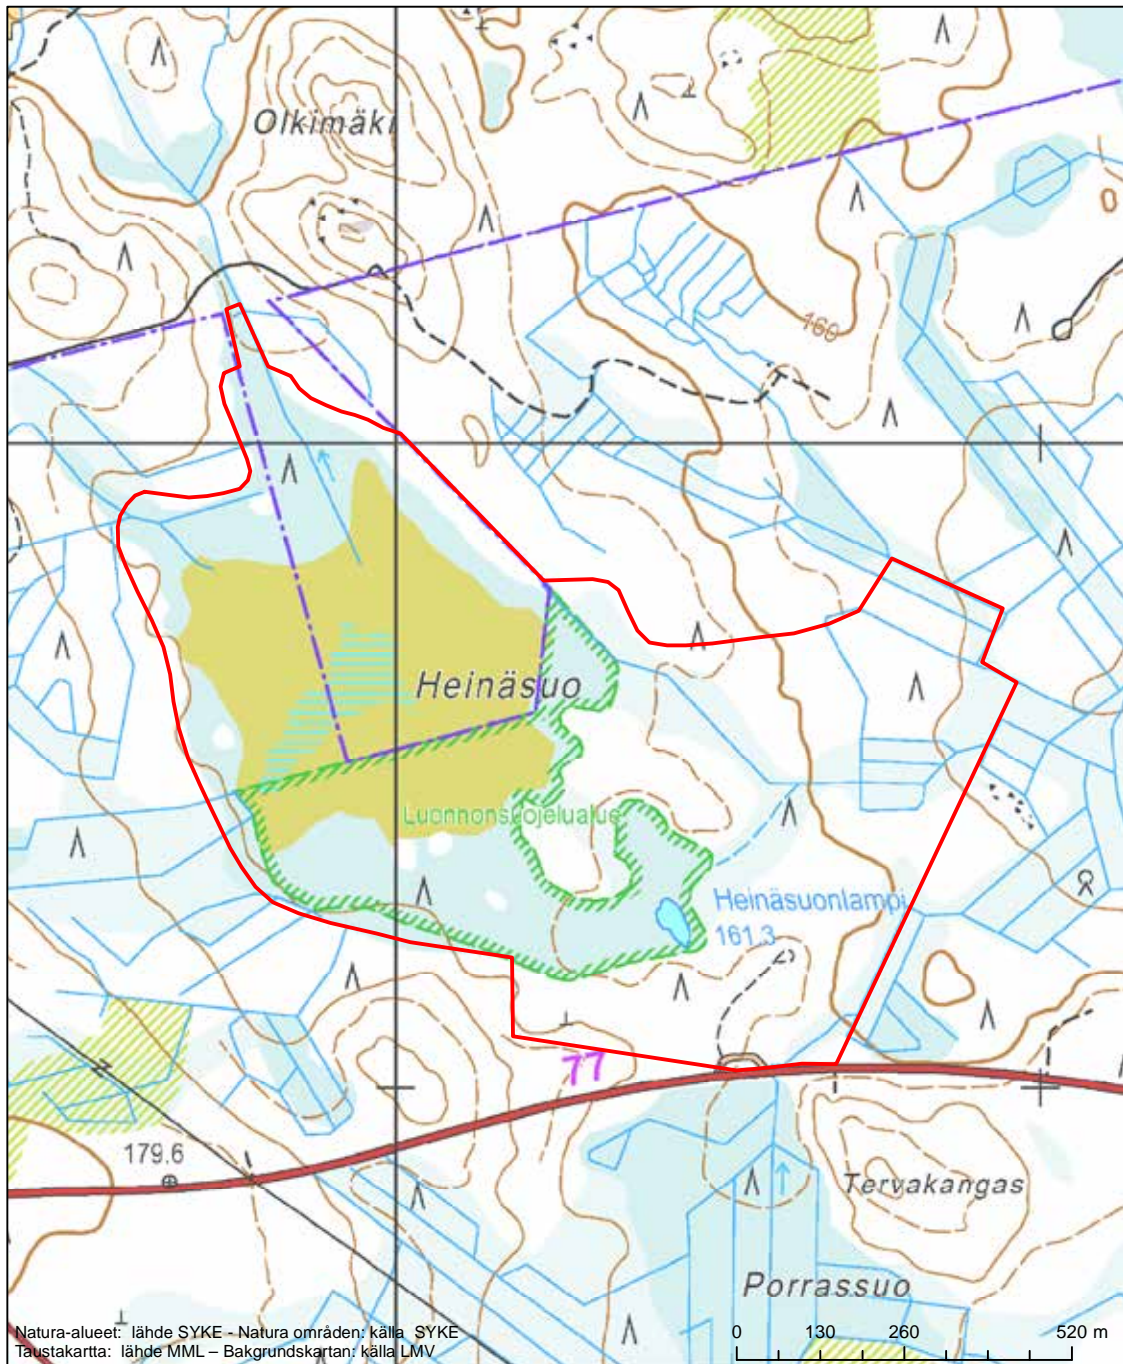 Olkimäki
160
Heinäsuo
Luonnonsuojelualue
Heinäsuonlampi
161.3
77
179.6
Tervakangas
Porrassuo
Natura-alueet: lähde SYKE - Natura områden: källa SYKE
Taustakartta: lähde MML – Bakgrundskartan: källa LMV
0 130 260 520 m